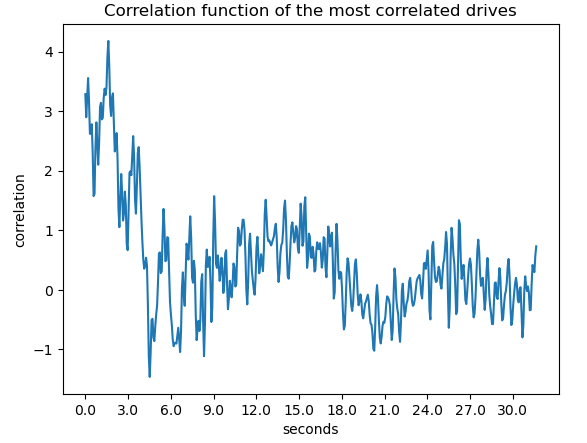 Correlation function of the most correlated drives
correlation
4
3
2
1
0
−1
0.0 3.0 6.0 9.0 12.0 15.0 18.0 21.0 24.0 27.0 30.0
seconds